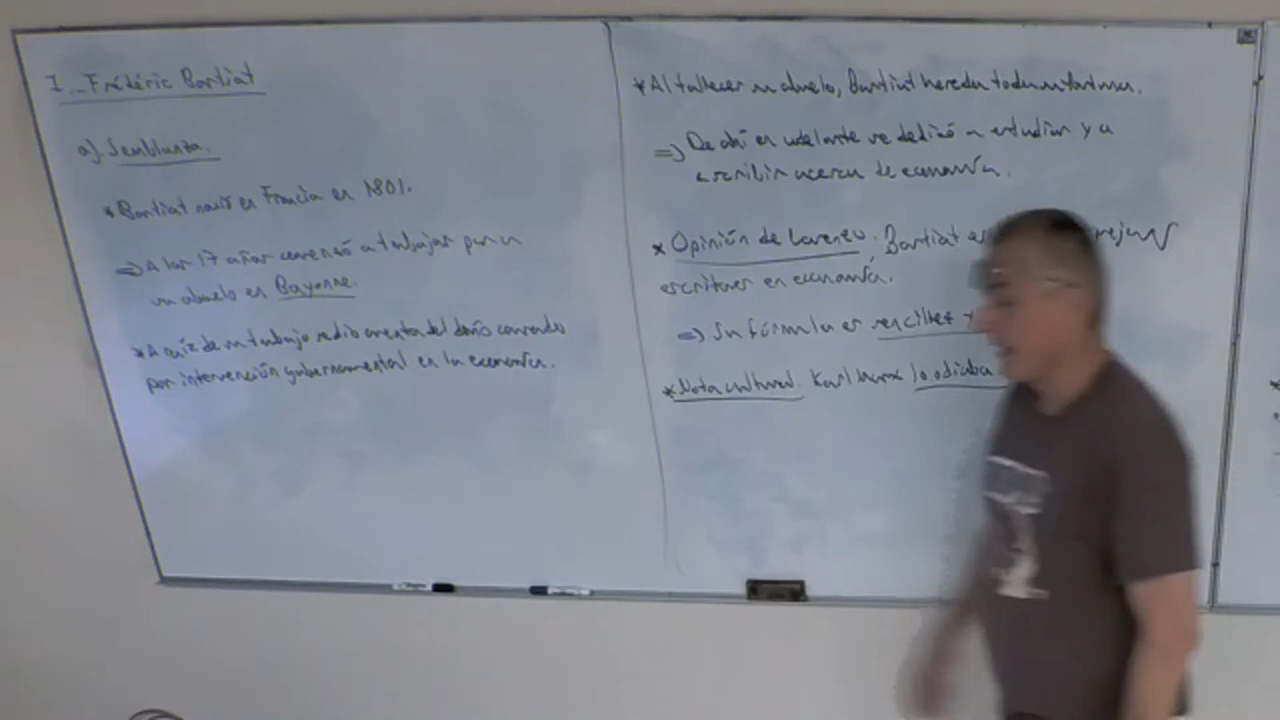 I_ Frédéric Bastiat
a). Semblanza.
* Bastiat nació en Francia en 1801.
=> A los 17 años comenzó a trabajar para
su abuelo en Bayonne.
* A raíz de su trabajo se dio cuenta del daño causado
por intervención gubernamental en la economía.
* Al fallecer su abuelo, Bastiat hereda toda su fortuna.
=> De ahí en adelante se dedicó a estudiar y a
escribir acerca de economía.
* Opinión de Lorenzo. Bastiat es mejores
escritores en economía.
=> Su fórmula es sencillez y
* Nota cultural. Karl Marx lo odiaba